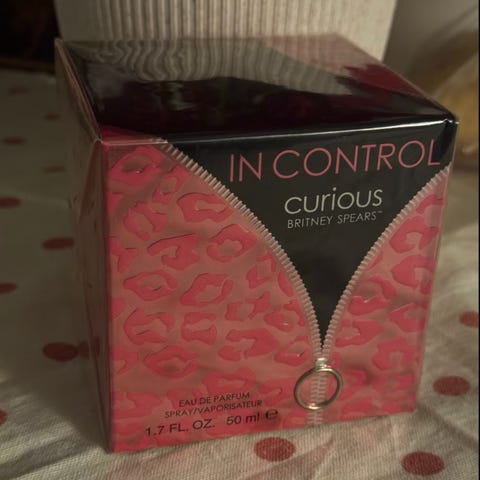 IN CONTROL
curious
BRITNEY SPEARS™
EAU DE PARFUM
SPRAY/VAPORISATEUR
1.7 FL. OZ. 50 ml ℮